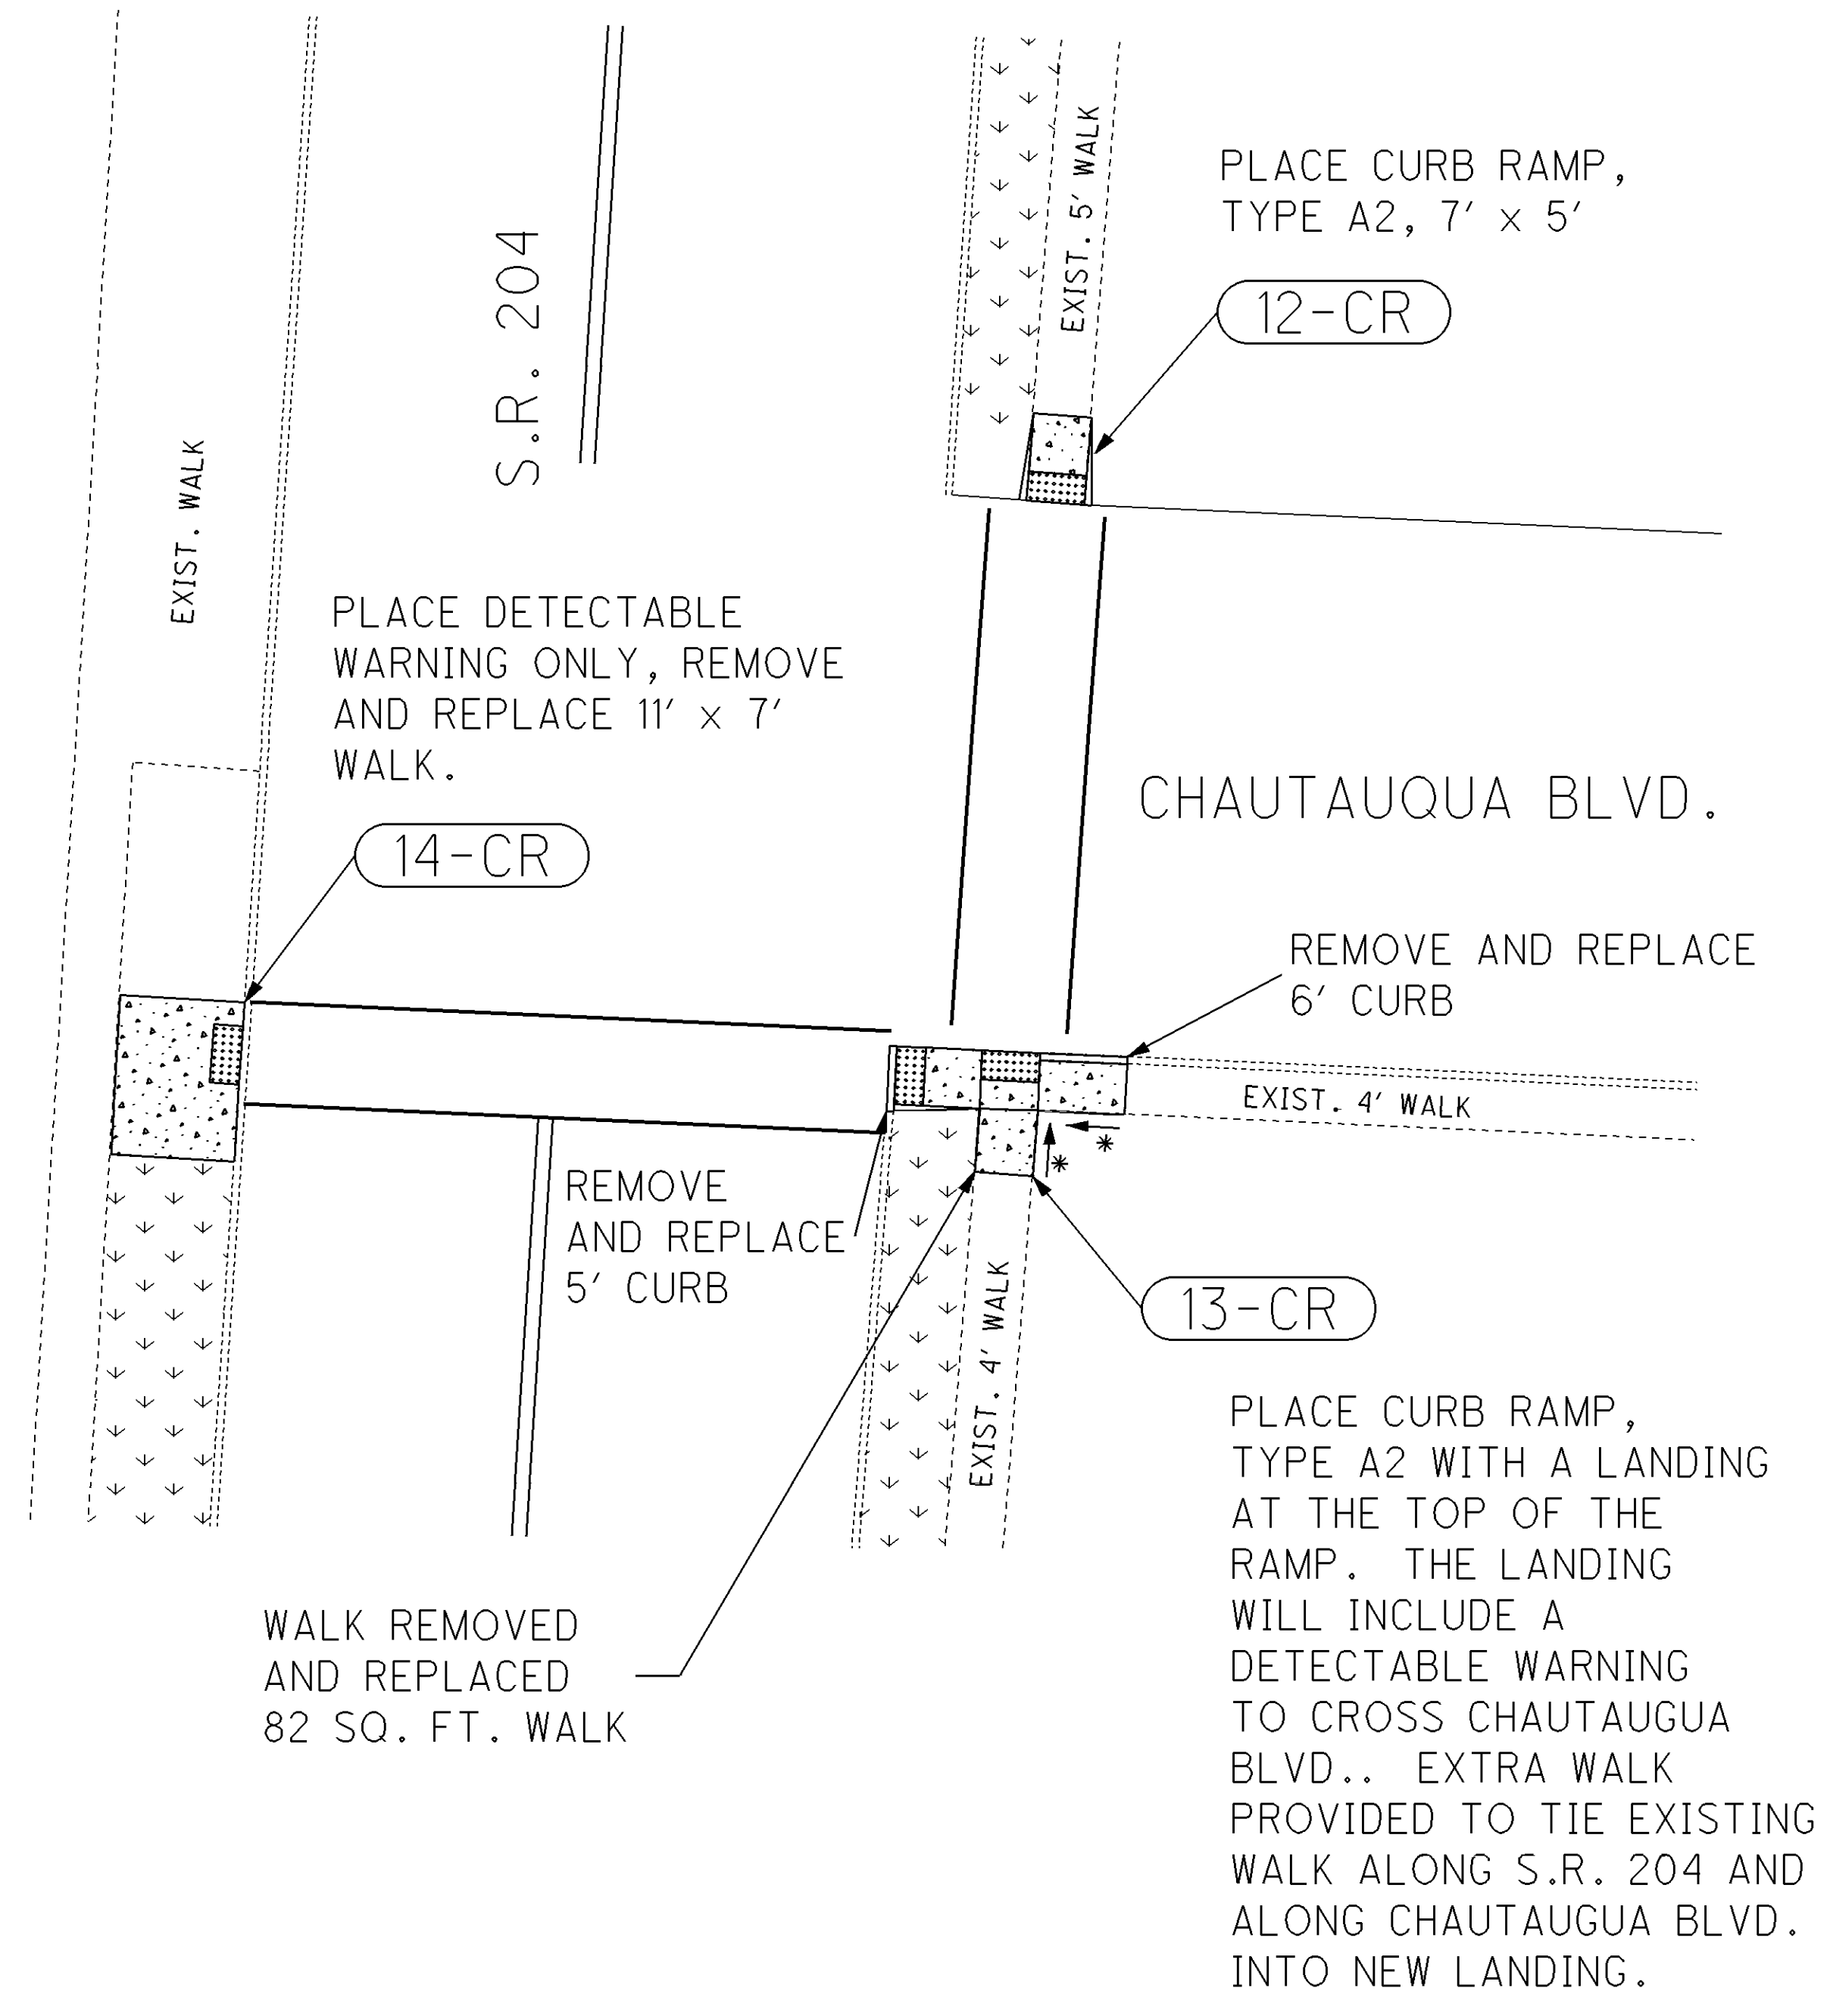 PLACE CURB RAMP,
TYPE A2, 7' x 5'
12-CR
EXIST. 5' WALK
S.R. 204
EXIST. WALK
PLACE DETECTABLE
WARNING ONLY, REMOVE
AND REPLACE 11' x 7'
WALK.
14-CR
CHAUTAUQUA BLVD.
REMOVE AND REPLACE
6' CURB
EXIST. 4' WALK
*
*
REMOVE
AND REPLACE
5' CURB
EXIST. 4' WALK
13-CR
PLACE CURB RAMP,
TYPE A2 WITH A LANDING
AT THE TOP OF THE
RAMP. THE LANDING
WILL INCLUDE A
DETECTABLE WARNING
TO CROSS CHAUTAUGUA
BLVD.. EXTRA WALK
PROVIDED TO TIE EXISTING
WALK ALONG S.R. 204 AND
ALONG CHAUTAUGUA BLVD.
INTO NEW LANDING.
WALK REMOVED
AND REPLACED
82 SQ. FT. WALK